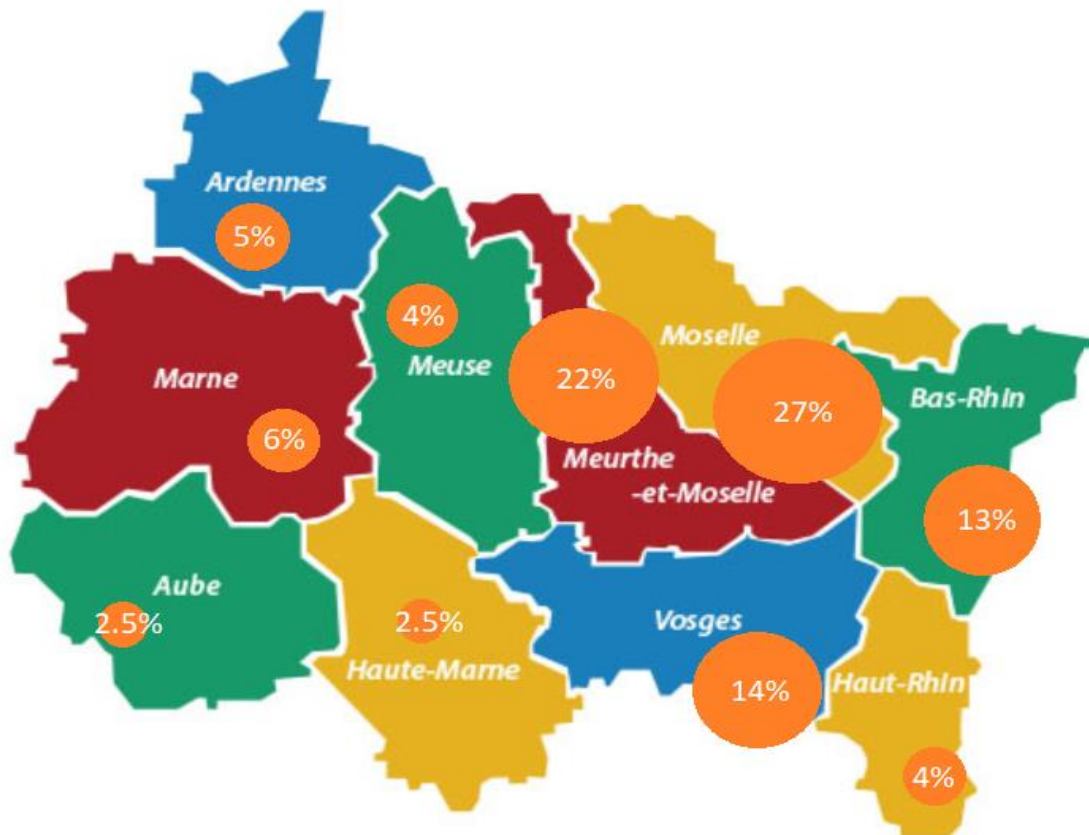 Ardennes
5%
4%
Meuse
Marne
6%
22%
Moselle
27%
Bas-Rhin
Meurthe
-et-Moselle
13%
Aube
2.5%
2.5%
Haute-Marne
Vosges
14%
Haut-Rhin
4%